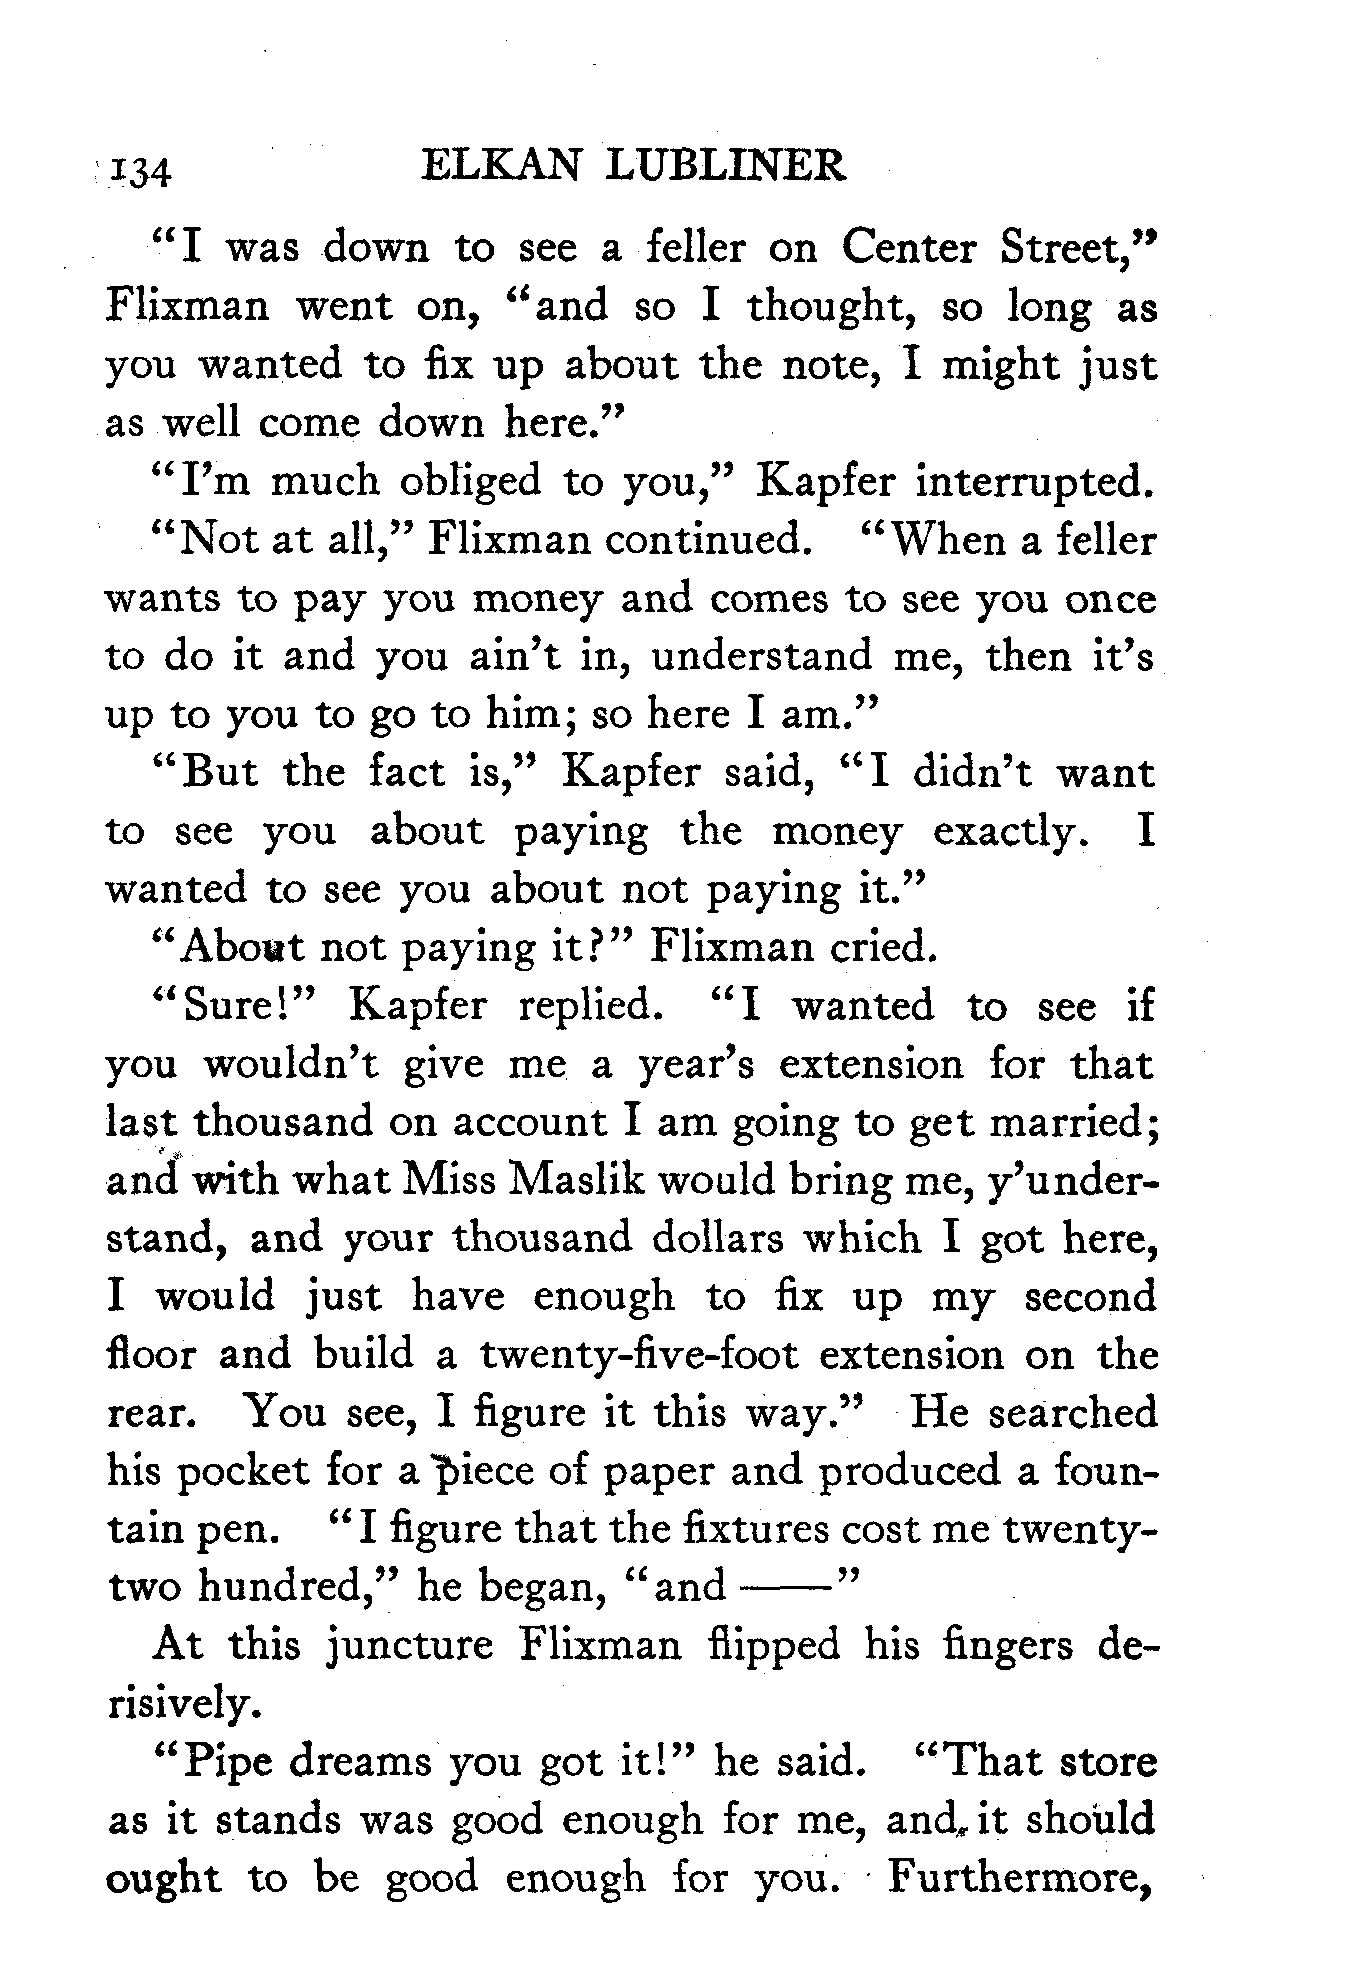 134 ELKAN LUBLINER
“I was down to see a feller on Center Street,”
Flixman went on, “and so I thought, so long as
you wanted to fix up about the note, I might just
as well come down here.”
“I’m much obliged to you,” Kapfer interrupted.
“Not at all,” Flixman continued. “When a feller
wants to pay you money and comes to see you once
to do it and you ain’t in, understand me, then it’s
up to you to go to him; so here I am.”
“But the fact is,” Kapfer said, “I didn’t want
to see you about paying the money exactly. I
wanted to see you about not paying it.”
“About not paying it?” Flixman cried.
“Sure!” Kapfer replied. “I wanted to see if
you wouldn’t give me a year’s extension for that
last thousand on account I am going to get married;
and with what Miss Maslik would bring me, y’under-
stand, and your thousand dollars which I got here,
I would just have enough to fix up my second
floor and build a twenty-five-foot extension on the
rear. You see, I figure it this way.” He searched
his pocket for a piece of paper and produced a foun-
tain pen. “I figure that the fixtures cost me twenty-
two hundred,” he began, “and ——”
At this juncture Flixman flipped his fingers de-
risively.
“Pipe dreams you got it!” he said. “That store
as it stands was good enough for me, and it should
ought to be good enough for you. Furthermore,